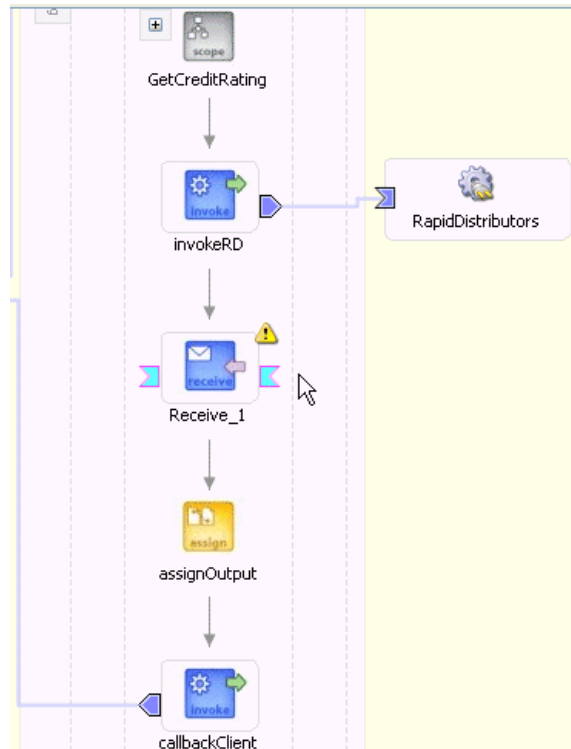 scope
GetCreditRating
invoke
invokeRD
RapidDistributors
receive
Receive_1
assign
assignOutput
invoke
callbackClient